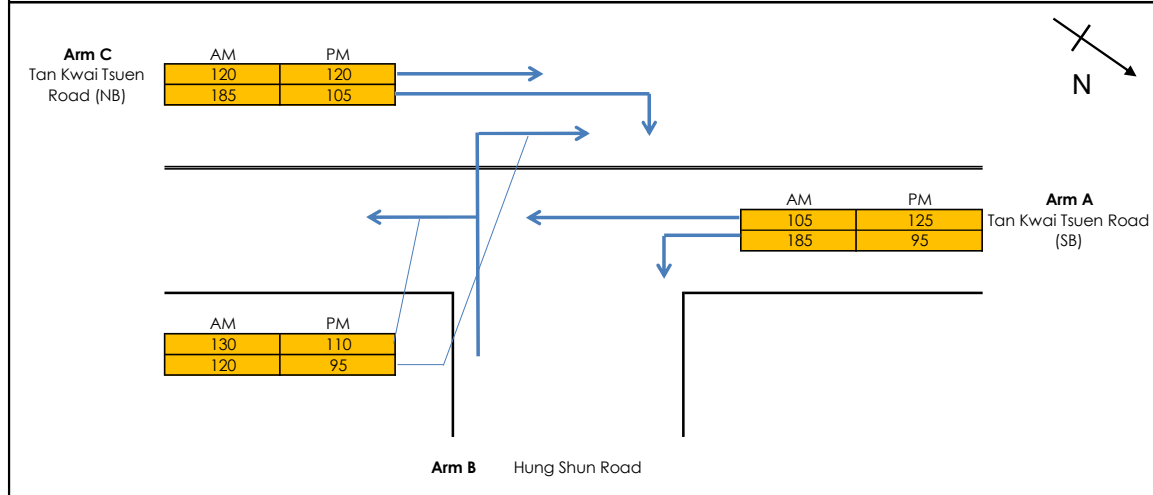 Arm C
Tan Kwai Tsuen
Road (NB)
AM PM
120 120
185 105
N
AM PM
105 125
185 95
Arm A
Tan Kwai Tsuen Road
(SB)
AM PM
130 110
120 95
Arm B Hung Shun Road